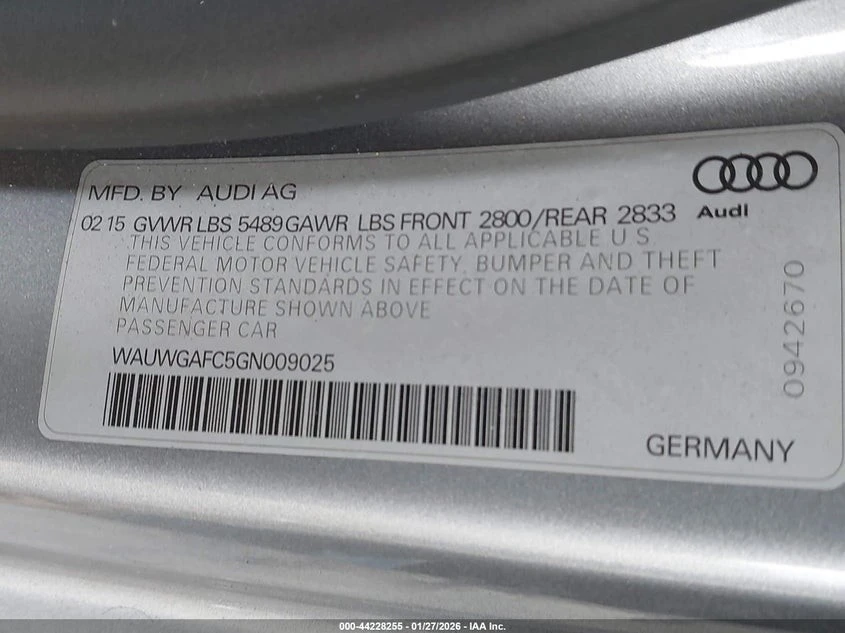 MFD. BY AUDI AG
Audi
02 15 GVWR LBS 5489 GAWR LBS FRONT 2800/REAR 2833
THIS VEHICLE CONFORMS TO ALL APPLICABLE U S
FEDERAL MOTOR VEHICLE SAFETY, BUMPER AND THEFT
PREVENTION STANDARDS IN EFFECT ON THE DATE OF
MANUFACTURE SHOWN ABOVE
PASSENGER CAR
WAUWGAFC5GN009025
0942670
GERMANY
000-44228255 - 01/27/2026 - IAA Inc.